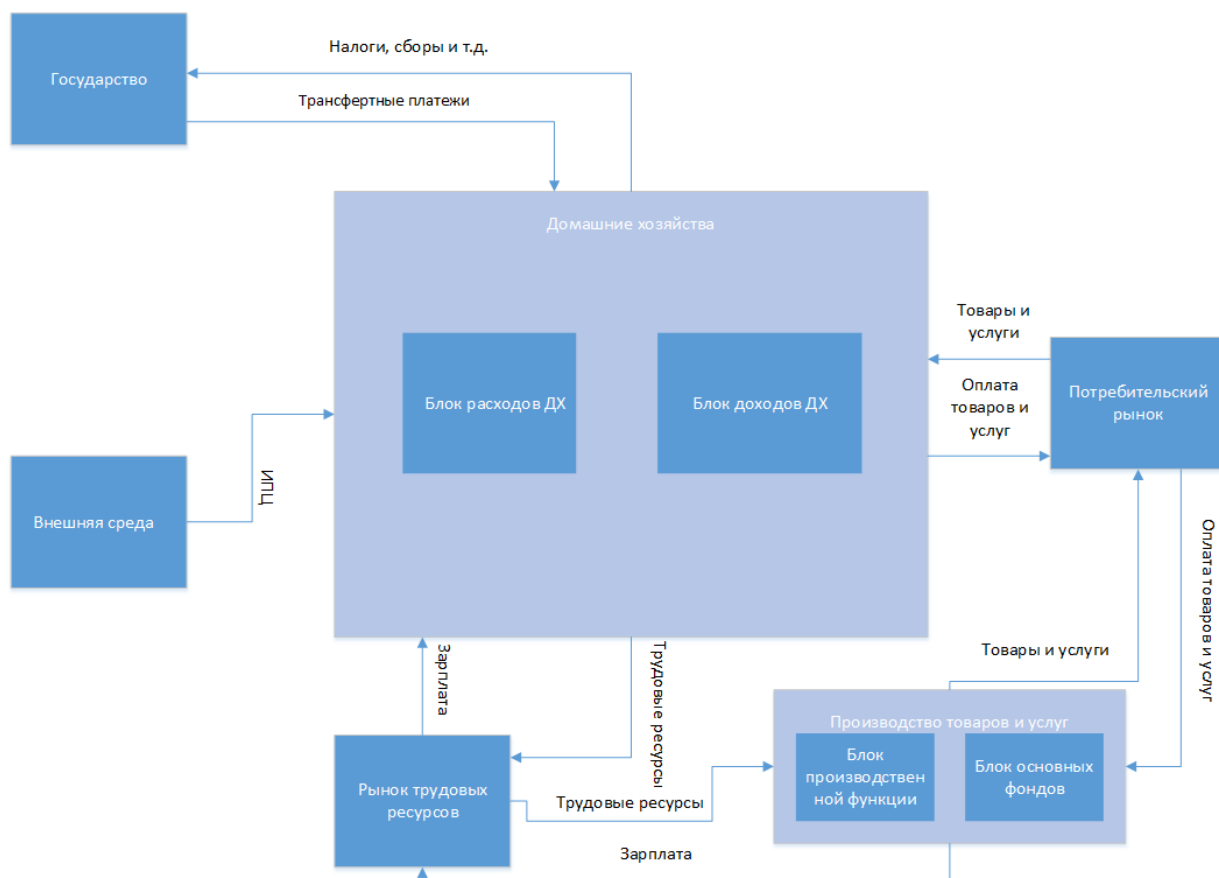 Налоги, сборы и т.д.
Государство
Трансфертные платежи
Домашние хозяйства
Товары и
услуги
Блок расходов ДХ
Блок доходов ДХ
Оплата
товаров и
услуг
Потребительский
рынок
ИПЦ
Внешняя среда
Оплата товаров и услуг
Зарплата
Трудовые ресурсы
Товары и услуги
Производство товаров и услуг
Блок
производствен
ной функции
Блок основных
фондов
Рынок трудовых
ресурсов
Трудовые ресурсы
Зарплата